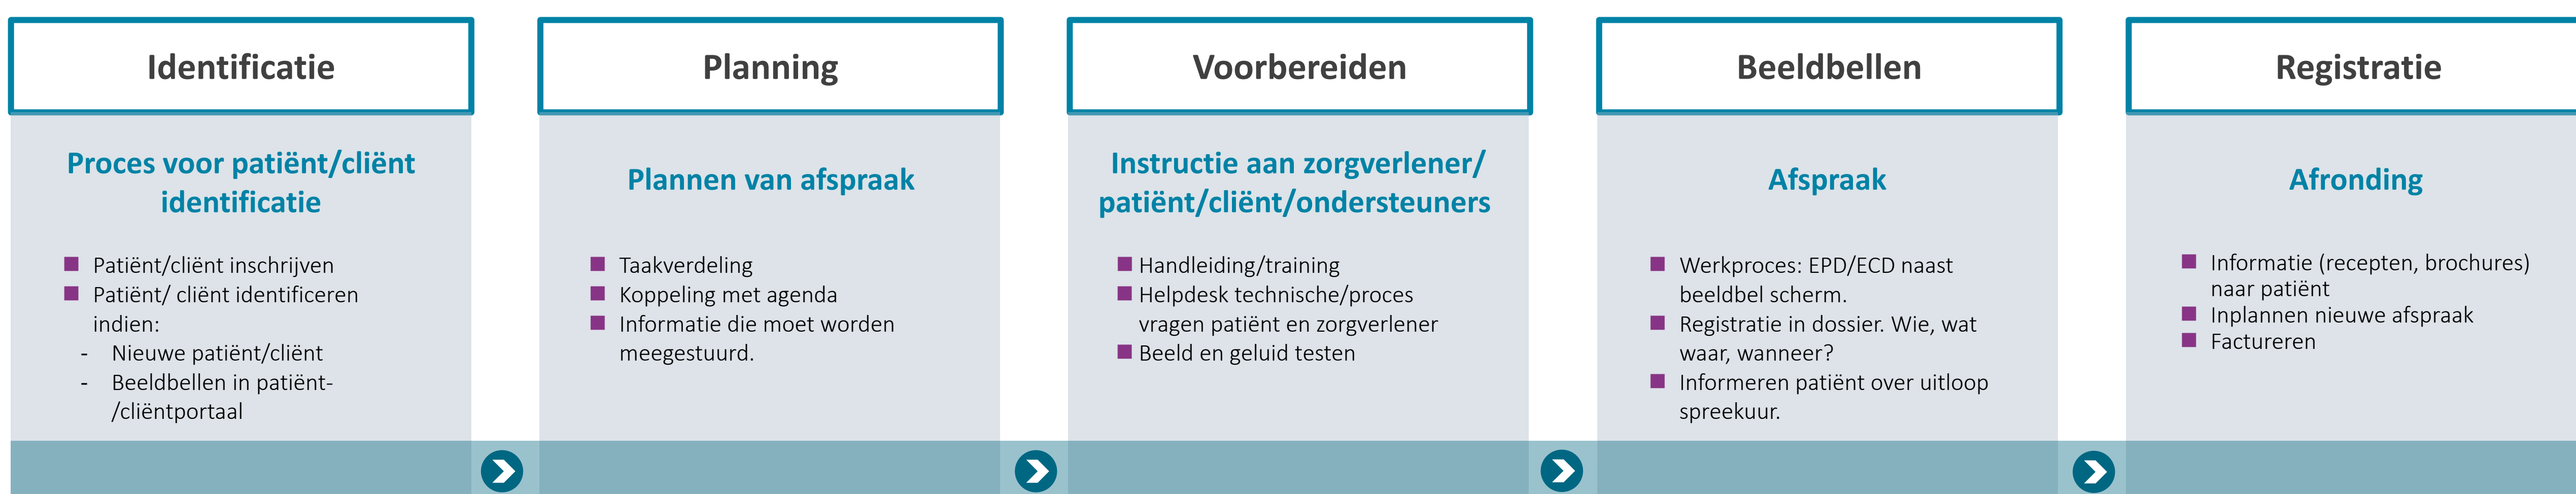 Identificatie
Proces voor patiënt/cliënt
identificatie
Patiënt/cliënt inschrijven
Patiënt/ cliënt identificeren
indien:
- Nieuwe patiënt/cliënt
- Beeldbellen in patiënt-
/cliëntportaal
Planning
Plannen van afspraak
Taakverdeling
Koppeling met agenda
Informatie die moet worden
meegestuurd.
Voorbereiden
Instructie aan zorgverlener/
patiënt/cliënt/ondersteuners
Handleiding/training
Helpdesk technische/proces
vragen patiënt en zorgverlener
Beeld en geluid testen
Beeldbellen
Afspraak
Werkproces: EPD/ECD naast
beeldbel scherm.
Registratie in dossier. Wie, wat
waar, wanneer?
Informeren patiënt over uitloop
spreekuur.
Registratie
Afronding
Informatie (recepten, brochures)
naar patiënt
Inplannen nieuwe afspraak
Factureren